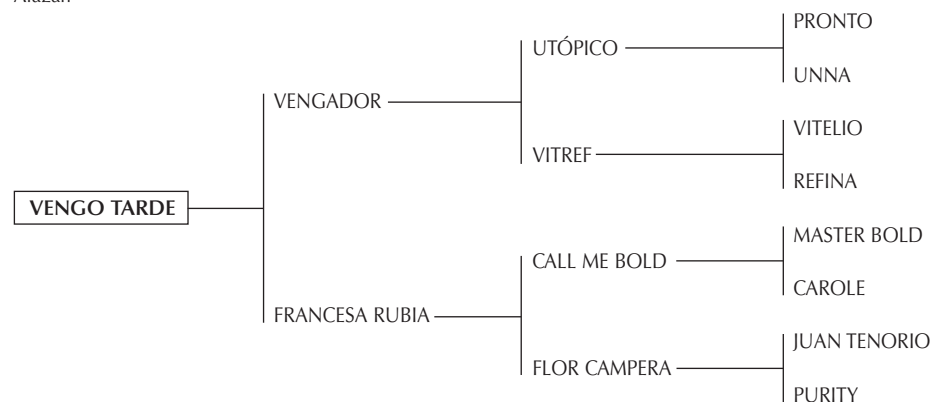 Alazán
PRONTO
UTÓPICO
UNNA
VENGADOR
VITELIO
VITREF
REFINA
VENGO TARDE
MASTER BOLD
CALL ME BOLD
CAROLE
FRANCESA RUBIA
JUAN TENORIO
FLOR CAMPERA
PURITY